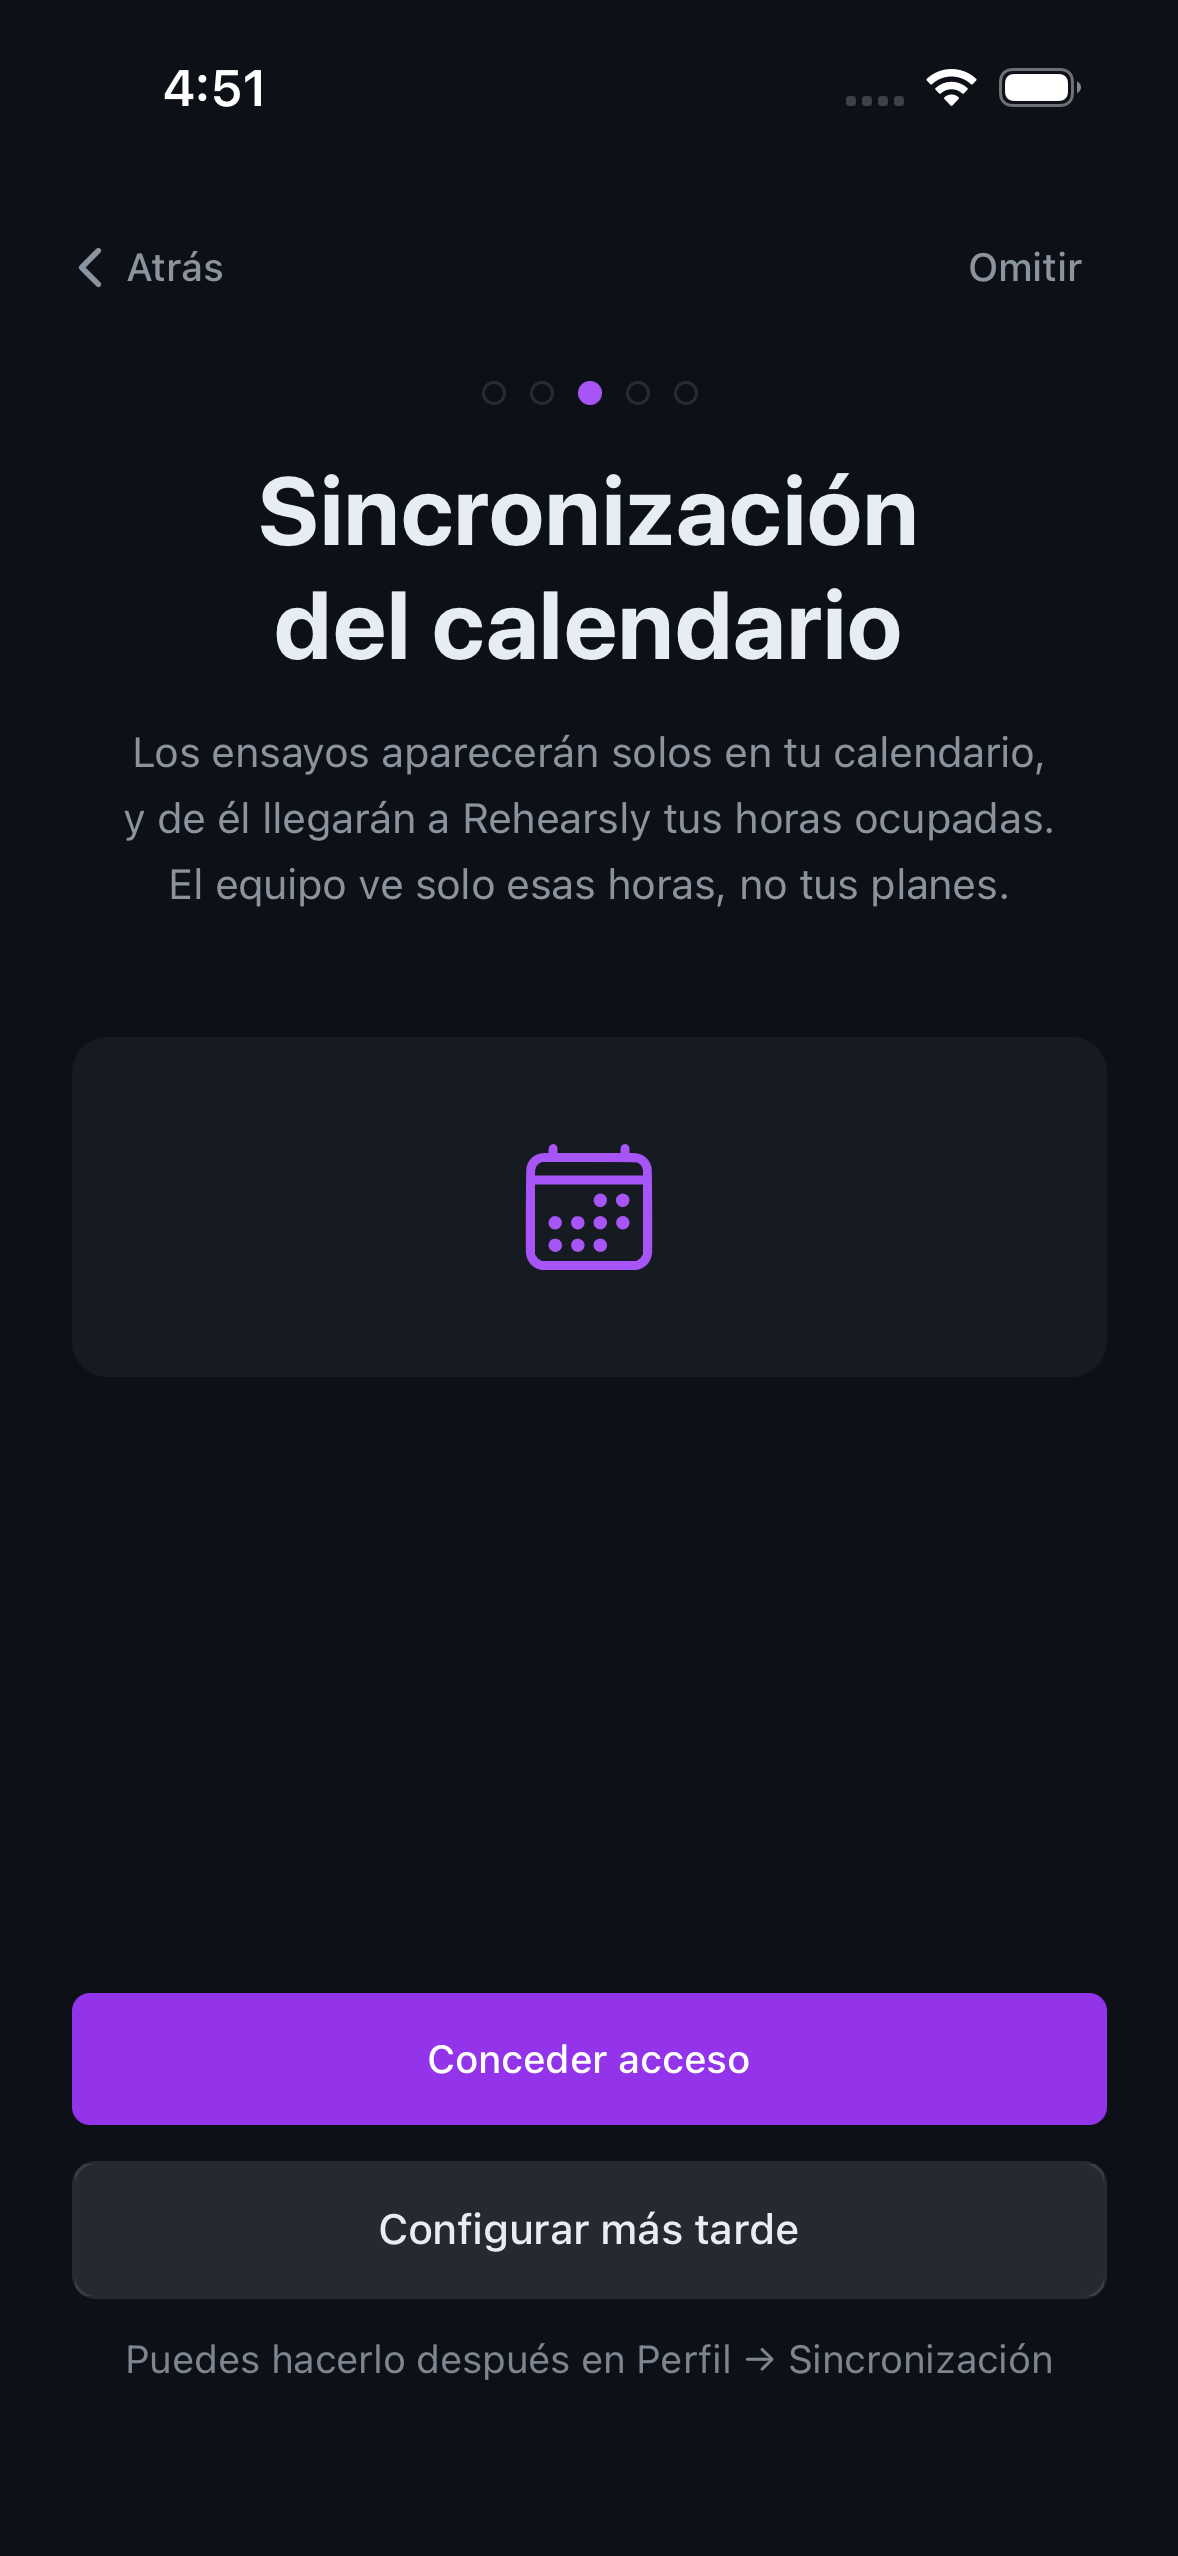 4:51
Atrás
Omitir
Sincronización
del calendario
Los ensayos aparecerán solos en tu calendario,
y de él llegarán a Rehearsly tus horas ocupadas.
El equipo ve solo esas horas, no tus planes.
Conceder acceso
Configurar más tarde
Puedes hacerlo después en Perfil → Sincronización